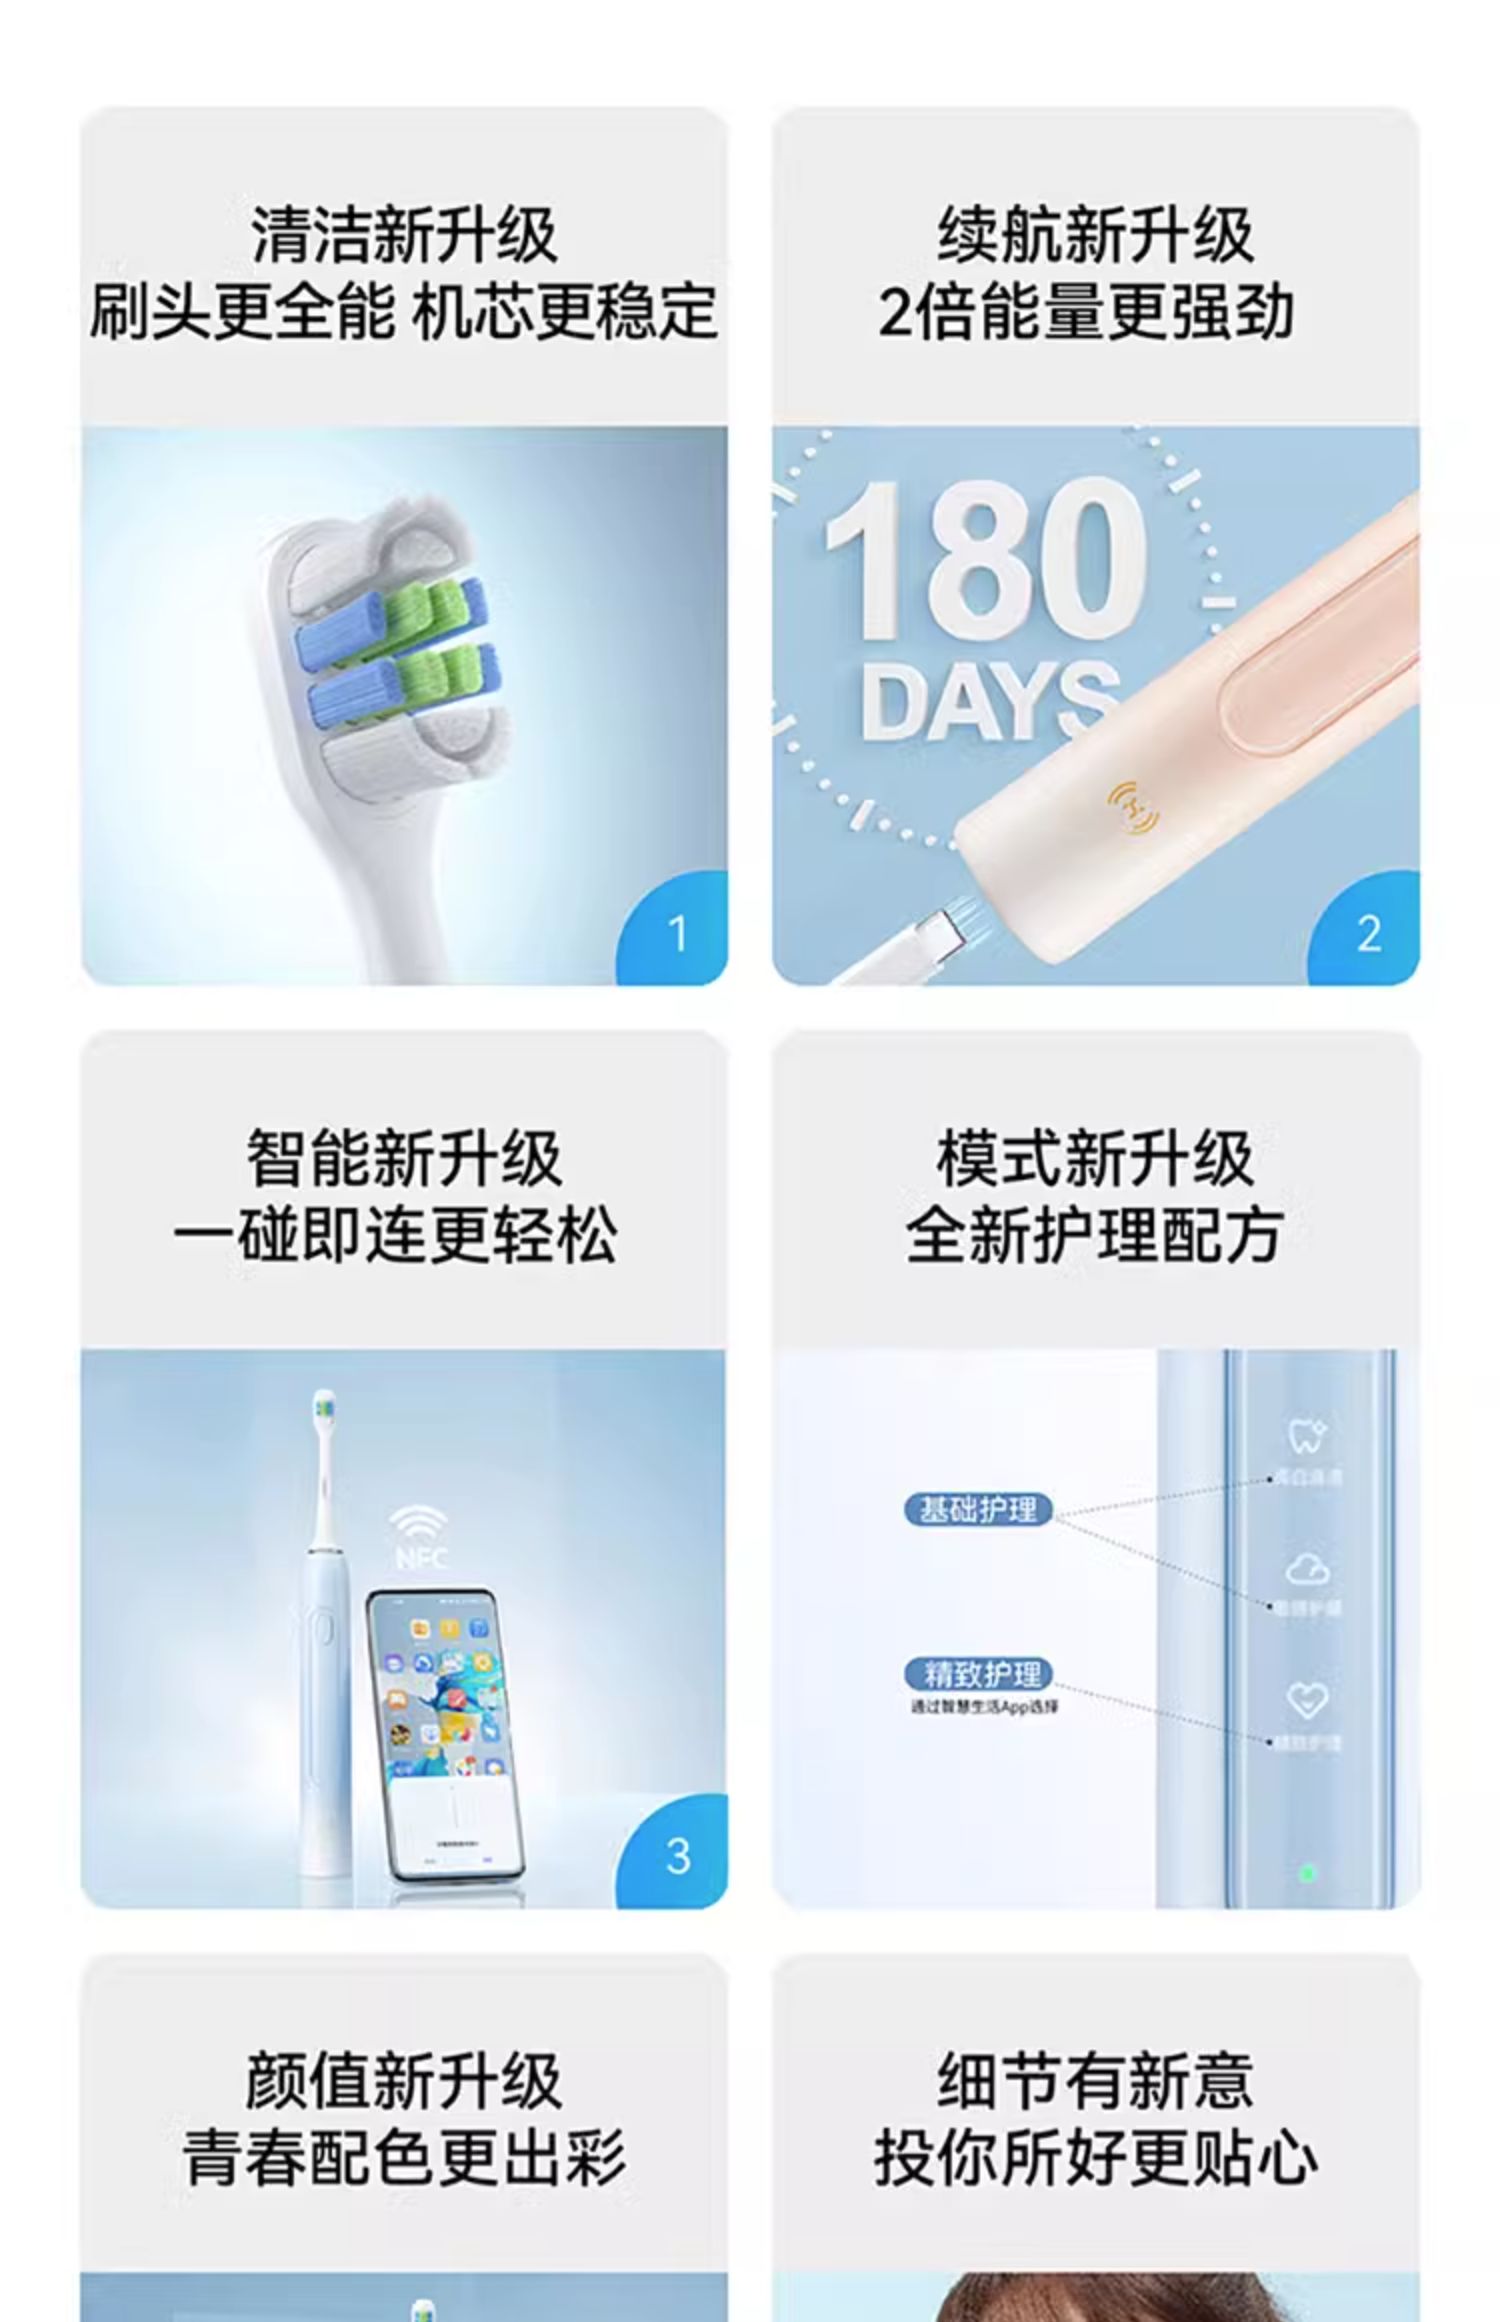 清洁新升级
刷头更全能 机芯更稳定
1
续航新升级
2倍能量更强劲
180
DAYS
2
智能新升级
一碰即连更轻松
NFC
3
模式新升级
全新护理配方
基础护理
精致护理
通过智慧生活App选择
颜值新升级
青春配色更出彩
细节有新意
投你所好更贴心